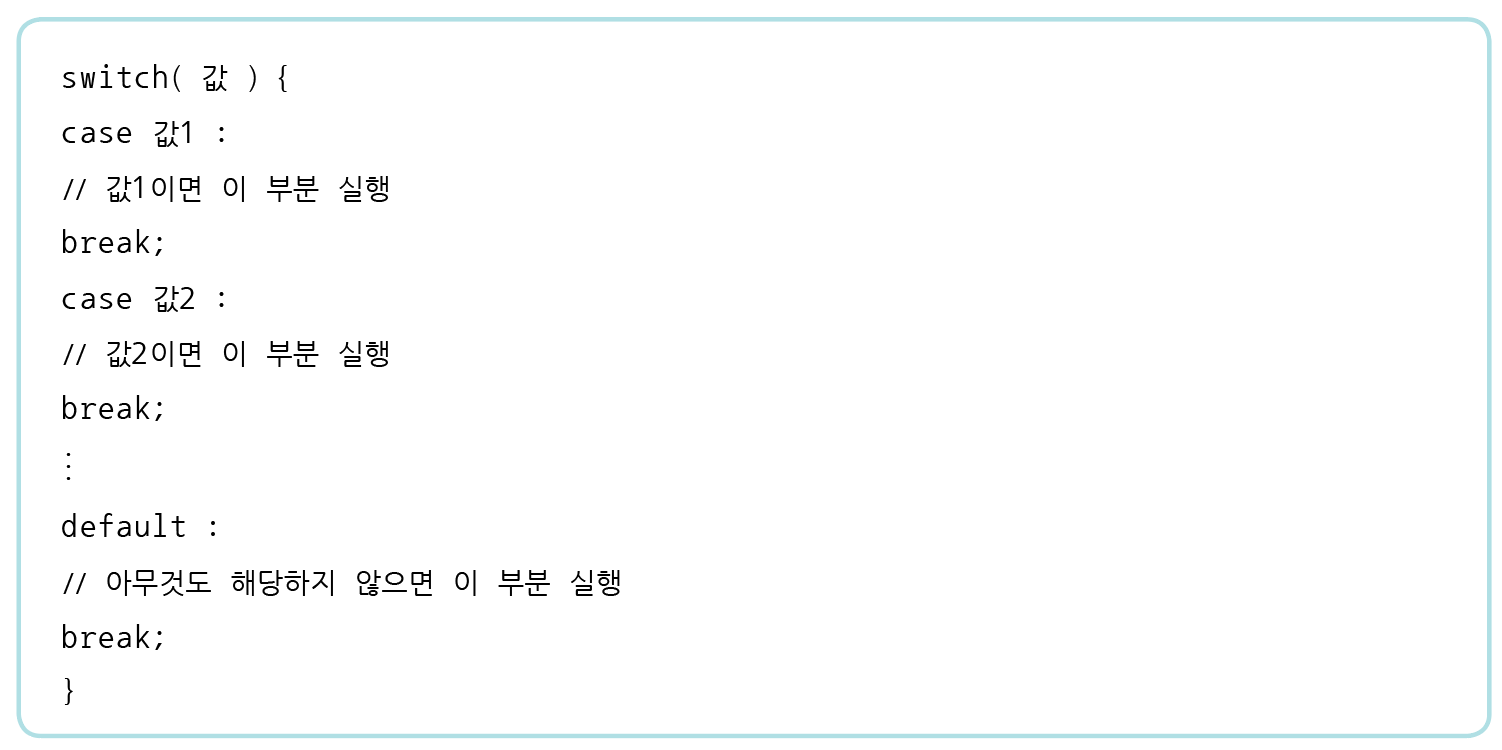 switch( 값 ) {
case 값1 :
// 값1이면 이 부분 실행
break;
case 값2 :
// 값2이면 이 부분 실행
break;
⋮
default :
// 아무것도 해당하지 않으면 이 부분 실행
break;
}